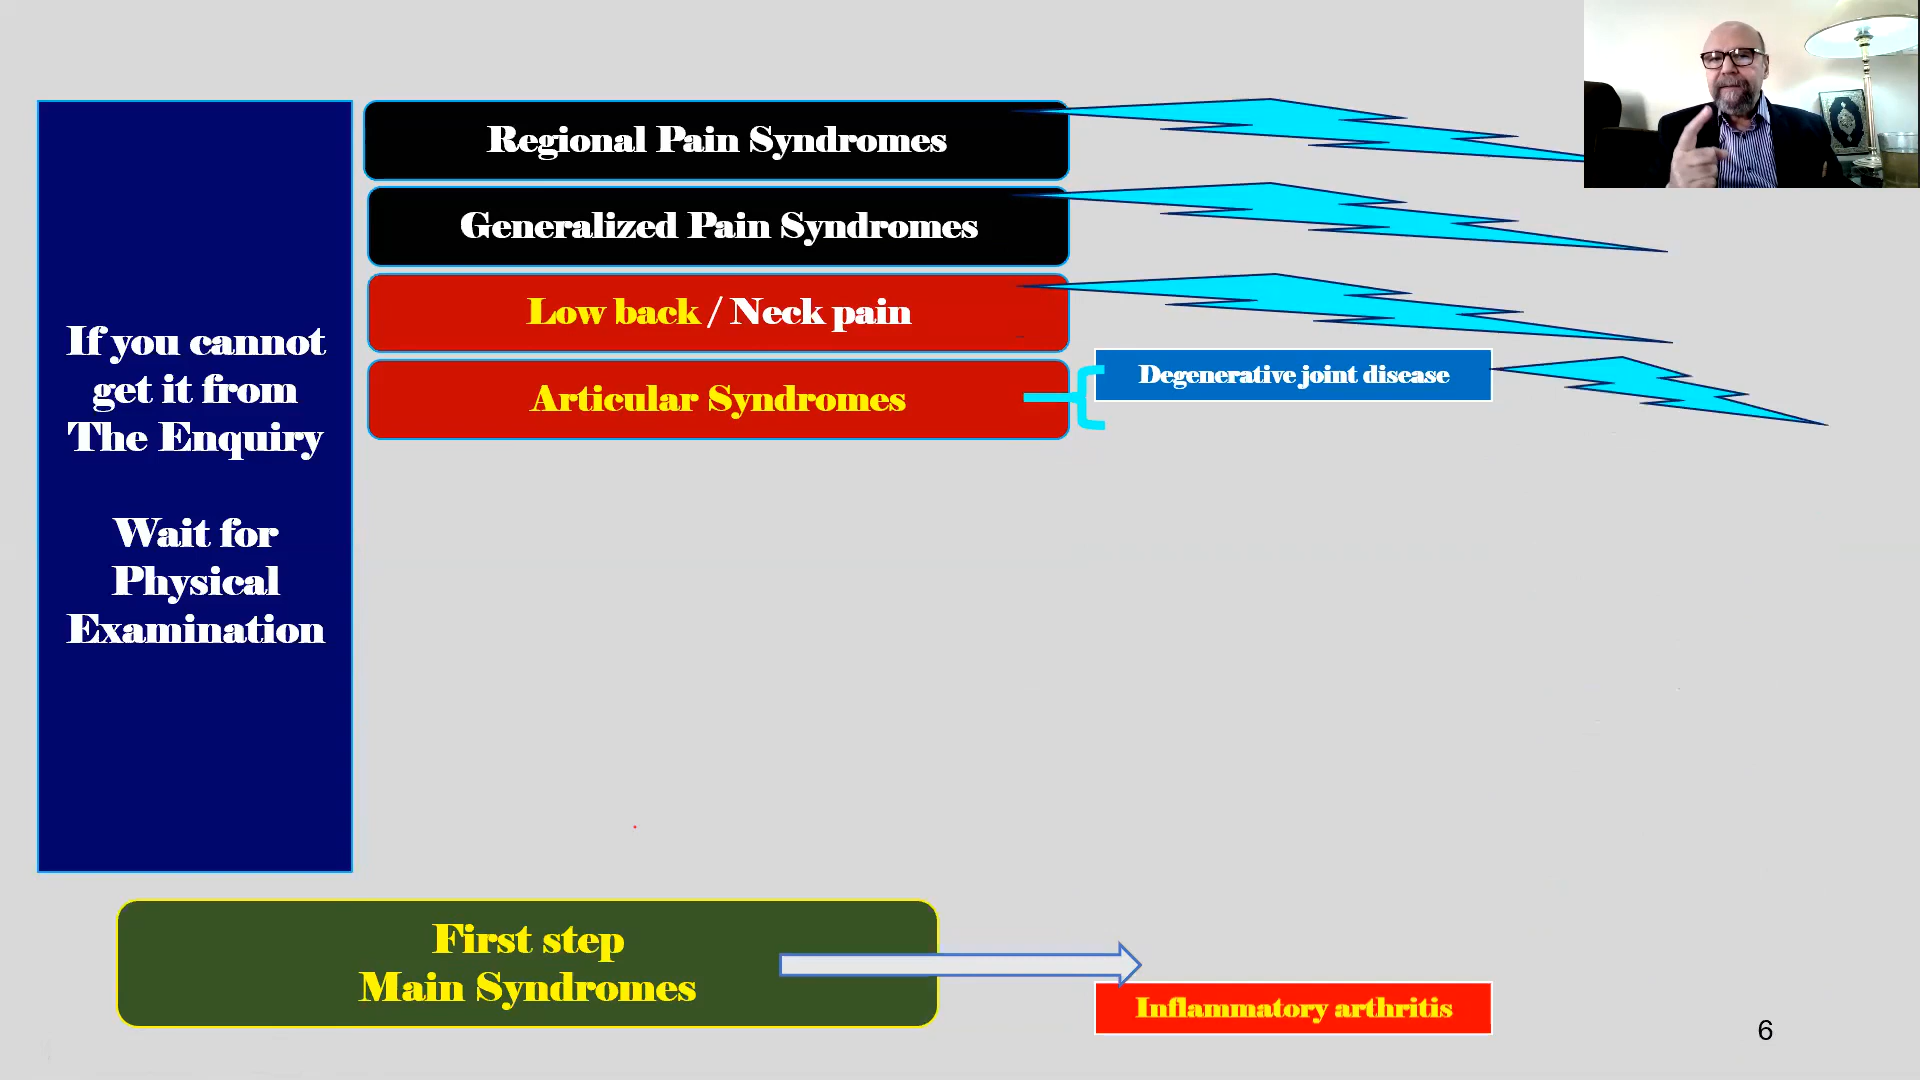 If you cannot
get it from
The Enquiry
Wait for
Physical
Examination
Regional Pain Syndromes
Generalized Pain Syndromes
Low back / Neck pain
Articular Syndromes
Degenerative joint disease
First step
Main Syndromes
Inflammatory arthritis
6